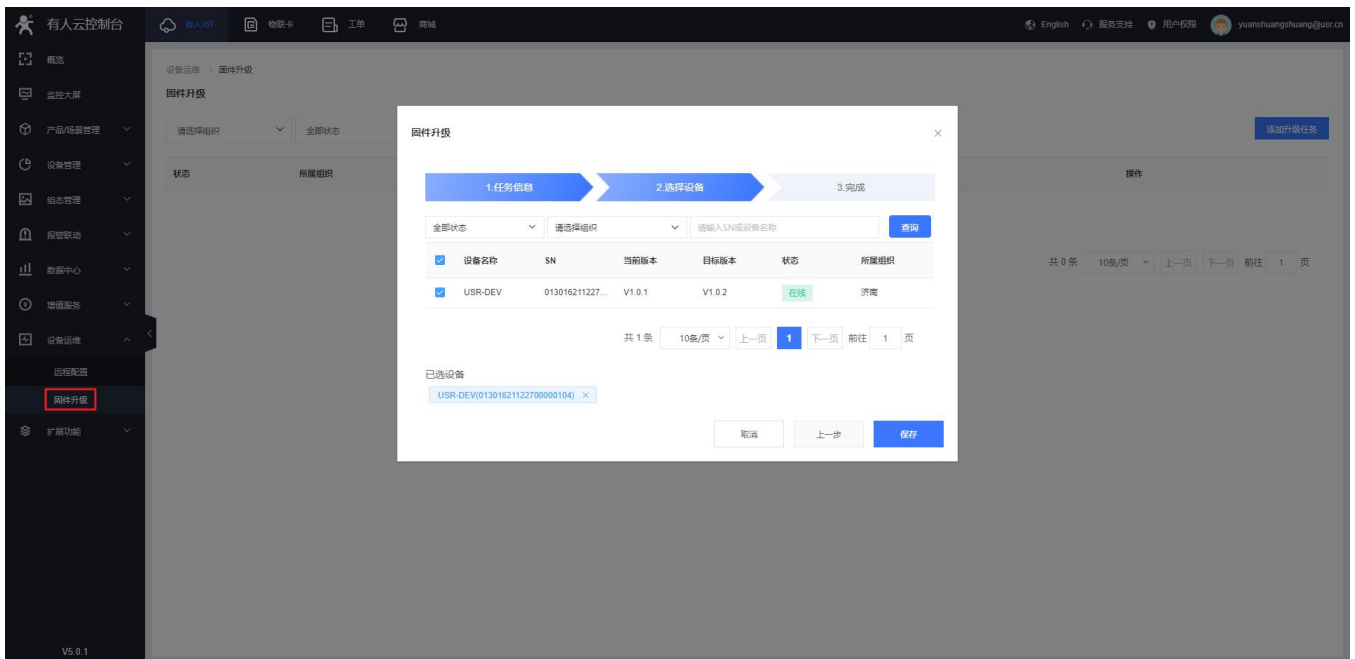 有人云控制台
有人IoT
物联卡
工单
商城
English
服务支持
用户权限
yuanshuangshuang@usr.cn
概览
监控大屏
产品/场景管理
设备管理
组态管理
报警联动
数据中心
增值服务
设备运维
远程配置
固件升级
扩展功能
V5.0.1
设备运维 > 固件升级
固件升级
请选择组织
全部状态
添加升级任务
状态
所属组织
操作
共 0 条
10条/页
上一页
下一页
前往 1 页
固件升级
1.任务信息
2.选择设备
3.完成
全部状态
请选择组织
请输入SN或设备名称
查询
设备名称 SN 当前版本 目标版本 状态 所属组织
USR-DEV 013016211227... V1.0.1 V1.0.2 在线 济南
共 1 条 10条/页 上一页 1 下一页 前往 1 页
已选设备
USR-DEV(01301621122700000104) ×
取消
上一步
保存